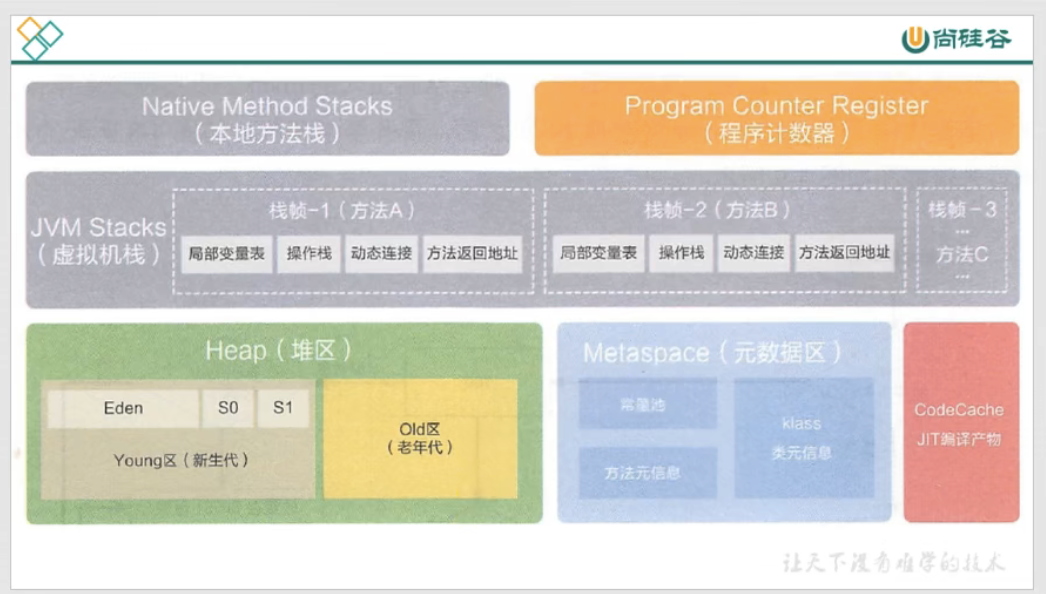 尚硅谷
Native Method Stacks
（本地方法栈）
Program Counter Register
（程序计数器）
JVM Stacks
（虚拟机栈）
栈帧-1（方法A）
局部变量表
操作栈
动态连接
方法返回地址
栈帧-2（方法B）
局部变量表
操作栈
动态连接
方法返回地址
栈帧-3
...
方法C
...
Heap（堆区）
Eden
S0
S1
Young区（新生代）
Old区
（老年代）
Metaspace（元数据区）
常量池
方法元信息
klass
类元信息
CodeCache
JIT编译产物
让天下没有难学的技术